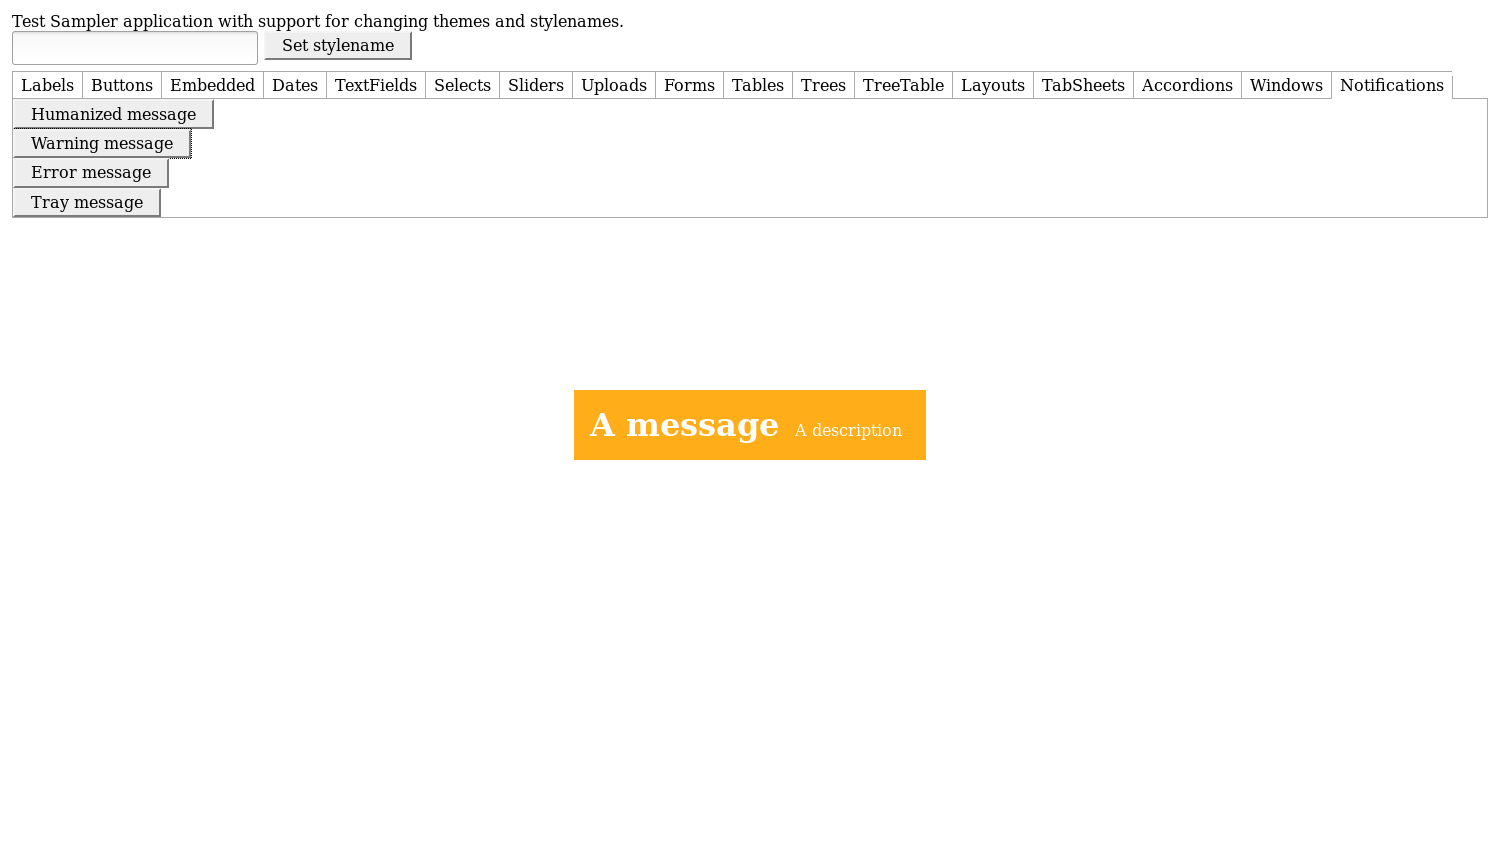 Test Sampler application with support for changing themes and stylenames.
Set stylename
Labels Buttons Embedded Dates TextFields Selects Sliders Uploads Forms Tables Trees TreeTable Layouts TabSheets Accordions Windows Notifications
Humanized message
Warning message
Error message
Tray message
A message A description